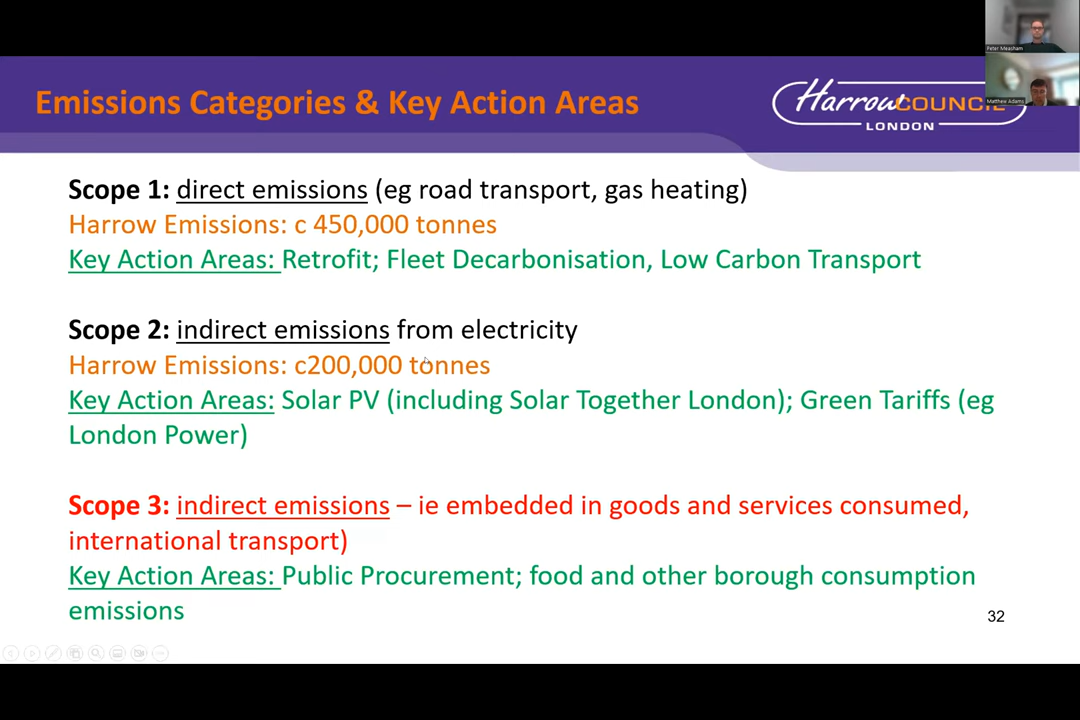 Peter Measham
Emissions Categories & Key Action Areas
Harrow COUNCIL
LONDON
Matthew Adams
Scope 1: direct emissions (eg road transport, gas heating)
Harrow Emissions: c 450,000 tonnes
Key Action Areas: Retrofit; Fleet Decarbonisation, Low Carbon Transport
Scope 2: indirect emissions from electricity
Harrow Emissions: c200,000 tonnes
Key Action Areas: Solar PV (including Solar Together London); Green Tariffs (eg
London Power)
Scope 3: indirect emissions – ie embedded in goods and services consumed,
international transport)
Key Action Areas: Public Procurement; food and other borough consumption
emissions
32